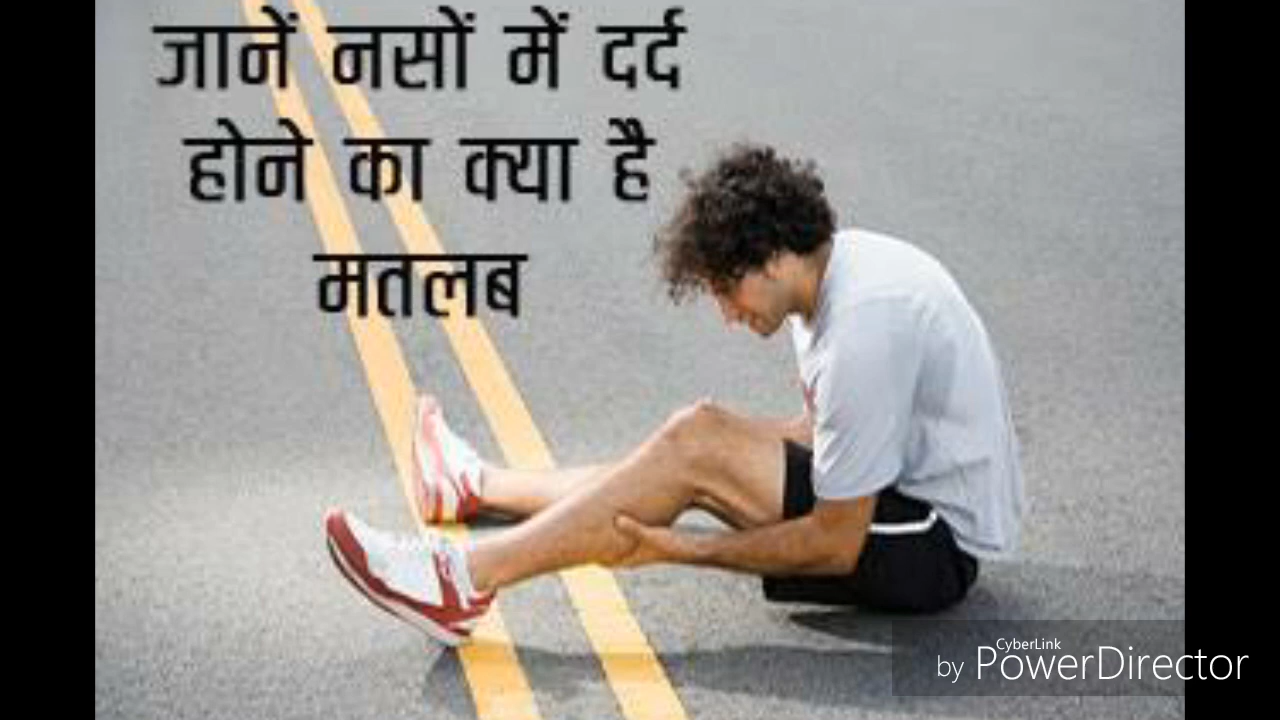 जानें नसों में दर्द
होने का क्या है
मतलब
CyberLink
by PowerDirector